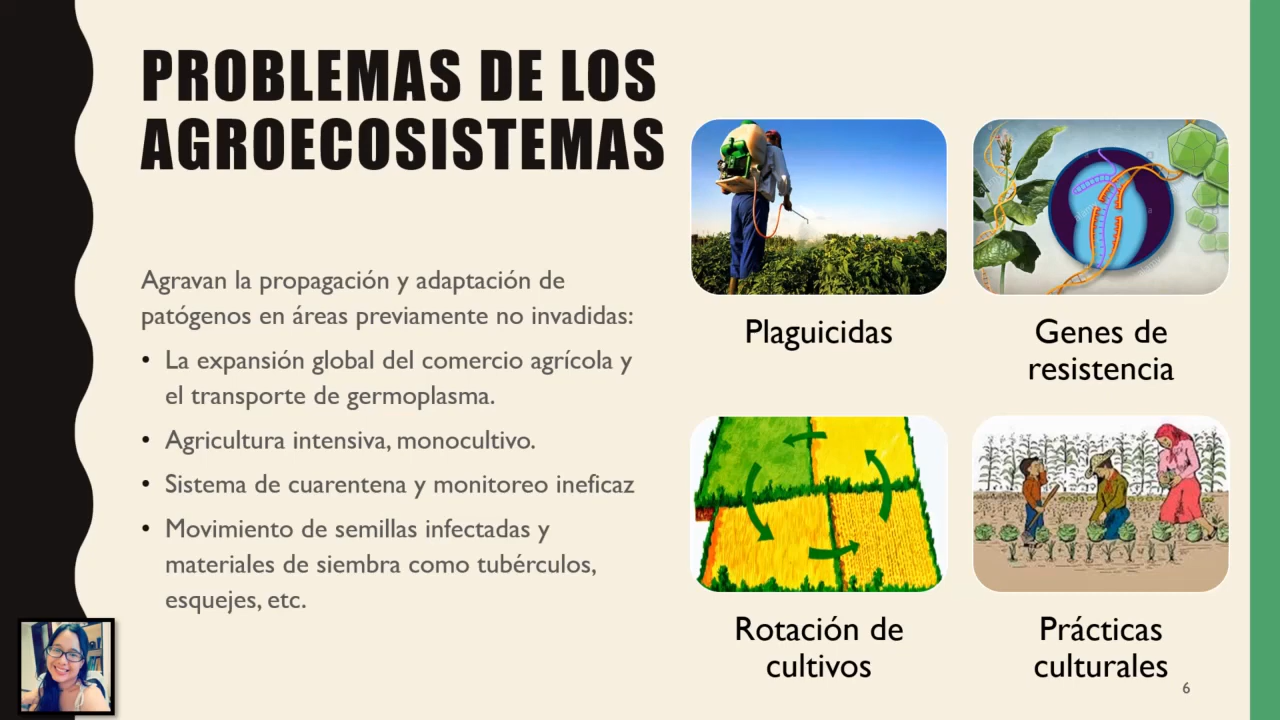 PROBLEMAS DE LOS
AGROECOSISTEMAS
Agravan la propagación y adaptación de
patógenos en áreas previamente no invadidas:
• La expansión global del comercio agrícola y
el transporte de germoplasma.
• Agricultura intensiva, monocultivo.
• Sistema de cuarentena y monitoreo ineficaz
• Movimiento de semillas infectadas y
materiales de siembra como tubérculos,
esquejes, etc.
Plaguicidas
Genes de
resistencia
Rotación de
cultivos
Prácticas
culturales
6